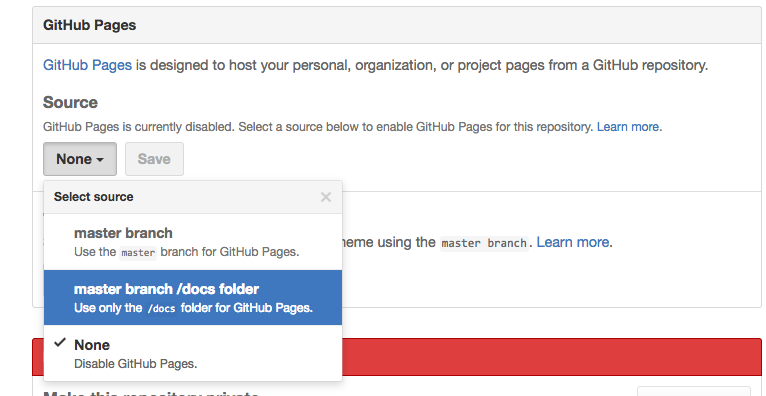 GitHub Pages
GitHub Pages is designed to host your personal, organization, or project pages from a GitHub repository.
Source
GitHub Pages is currently disabled. Select a source below to enable GitHub Pages for this repository. Learn more.
None
Save
Select source
master branch
Use the master branch for GitHub Pages.
heme using the master branch. Learn more.
master branch /docs folder
Use only the /docs folder for GitHub Pages.
None
Disable GitHub Pages.
Make this repository private